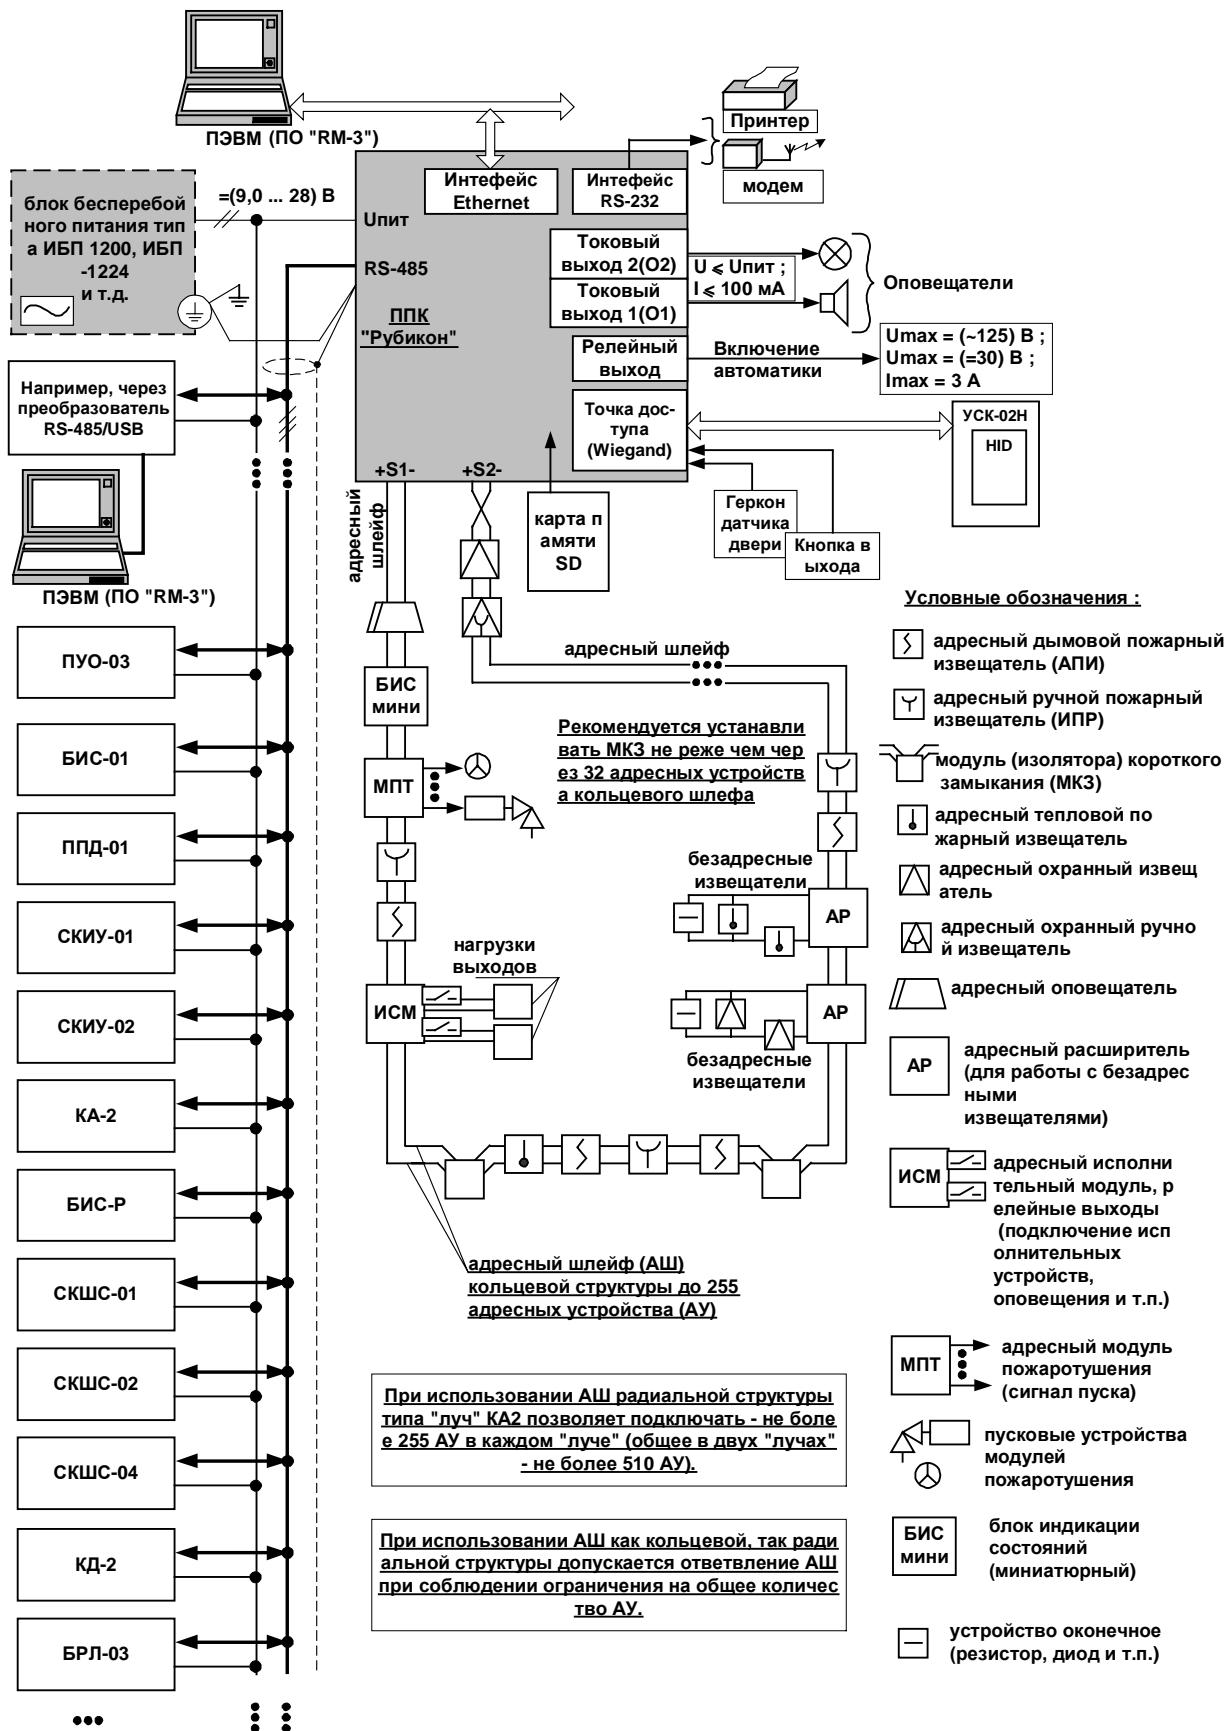 ПЭВМ (ПО "RM-3")
Принтер
модем
блок бесперебой
ного питания тип
а ИБП 1200, ИБП
-1224
и т.д.
=(9,0 ... 28) В
Uпит
RS-485
ППК
"Рубикон"
Интефейс
Ethernet
Интефейс
RS-232
Токовый
выход 2(О2)
Токовый
выход 1(О1)
U ⩽ Uпит ;
I ⩽ 100 мА
Оповещатели
Релейный
выход
Включение
автоматики
Umax = (~125) В ;
Umax = (=30) В ;
Imax = 3 А
Точка дос-
тупа
(Wiegand)
УСК-02Н
HID
+S1-
+S2-
Например, через
преобразователь
RS-485/USB
ПЭВМ (ПО "RM-3")
адресный
шлейф
карта п
амяти
SD
Геркон
датчика
двери
Кнопка в
ыхода
ПУО-03
БИС-01
ППД-01
СКИУ-01
СКИУ-02
КА-2
БИС-Р
СКШС-01
СКШС-02
СКШС-04
КД-2
БРЛ-03
БИС
мини
МПТ
ИСМ
нагрузки
выходов
адресный шлейф
Рекомендуется устанавли
вать МКЗ не реже чем чер
ез 32 адресных устройств
а кольцевого шлефа
безадресные
извещатели
АР
АР
безадресные
извещатели
адресный шлейф (АШ)
кольцевой структуры до 255
адресных устройства (АУ)
При использовании АШ радиальной структуры
типа "луч" КА2 позволяет подключать - не боле
е 255 АУ в каждом "луче" (общее в двух "лучах"
- не более 510 АУ).
При использовании АШ как кольцевой, так ради
альной структуры допускается ответвление АШ
при соблюдении ограничения на общее количес
тво АУ.
Условные обозначения :
адресный дымовой пожарный
извещатель (АПИ)
адресный ручной пожарный
извещатель (ИПР)
модуль (изолятора) короткого
замыкания (МКЗ)
адресный тепловой по
жарный извещатель
адресный охранный извещ
атель
адресный охранный ручно
й извещатель
адресный оповещатель
АР
адресный расширитель
(для работы с безадрес
ными
извещателями)
ИСМ
адресный исполни
тельный модуль, р
елейные выходы
(подключение исп
олнительных
устройств,
оповещения и т.п.)
МПТ
адресный модуль
пожаротушения
(сигнал пуска)
пусковые устройства
модулей
пожаротушения
БИС
мини
блок индикации
состояний
(миниатюрный)
устройство оконечное
(резистор, диод и т.п.)